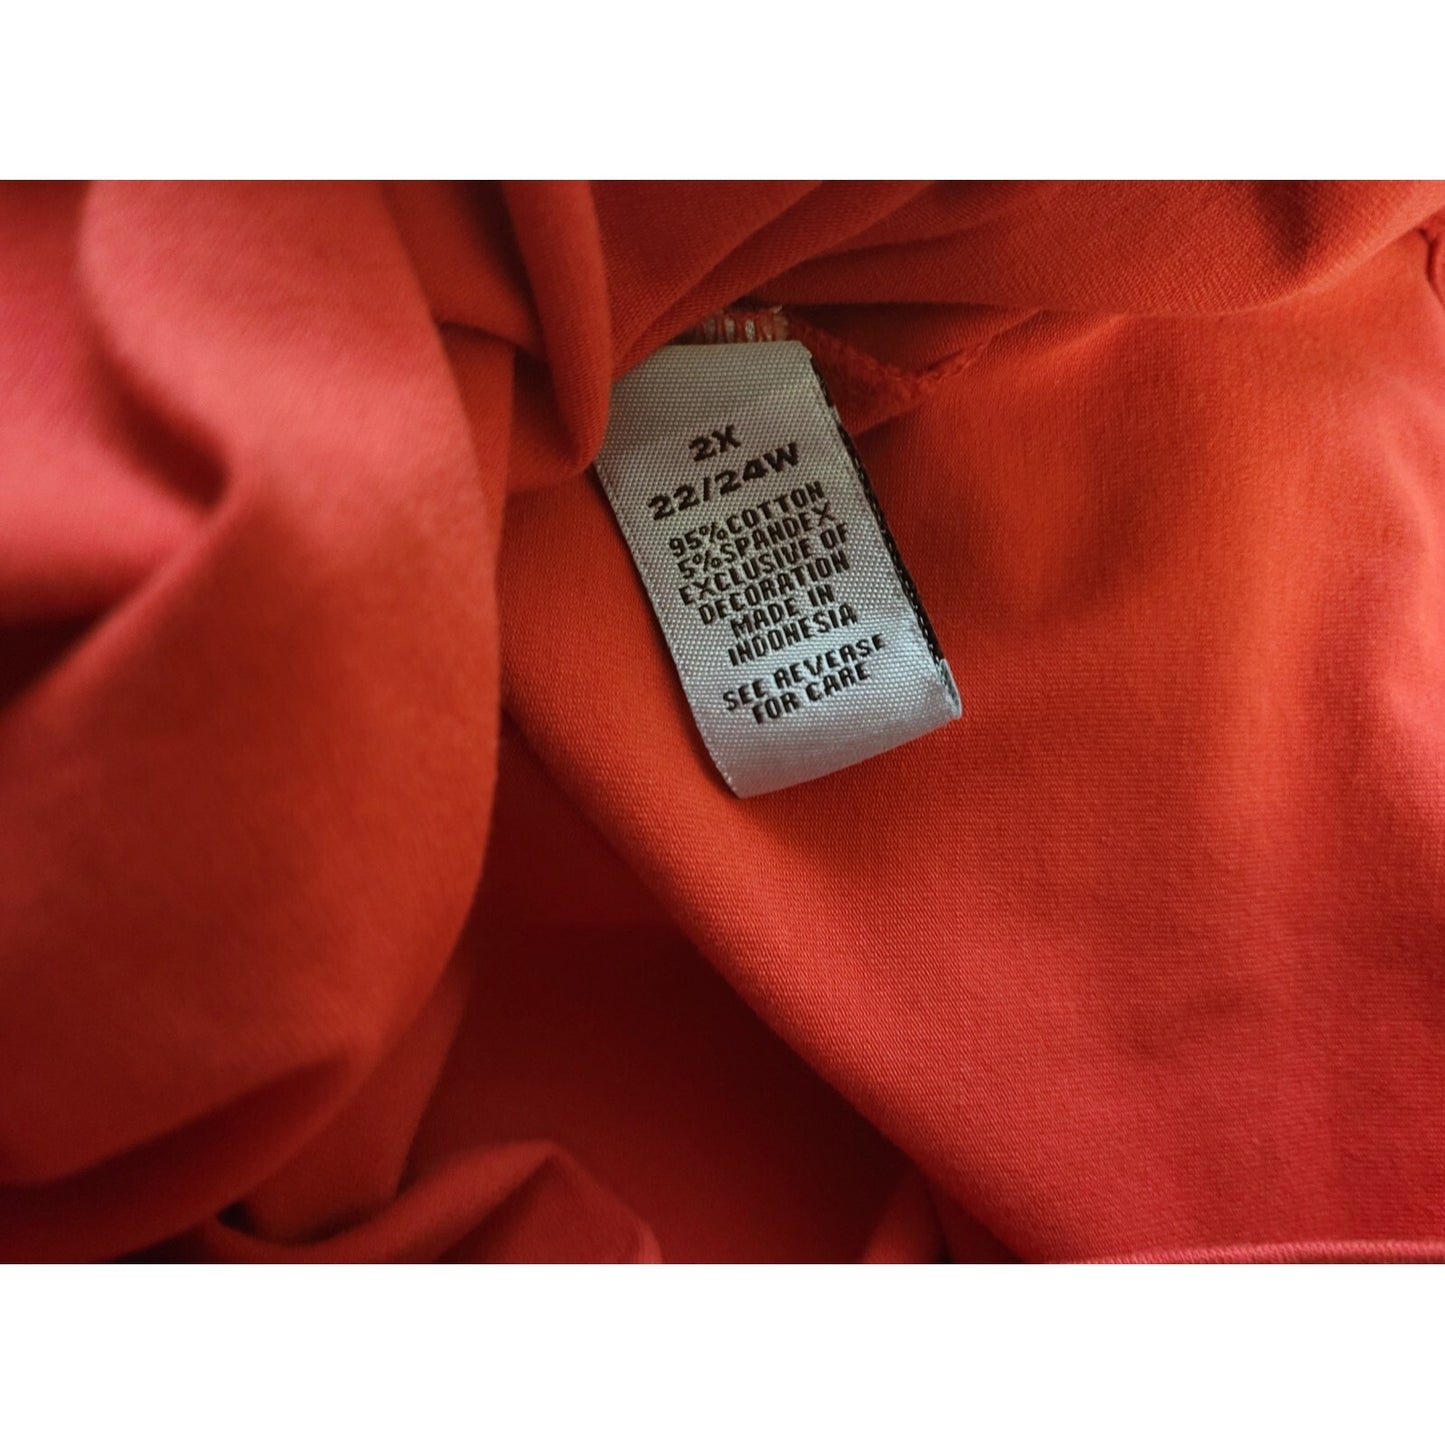 2X
22/24W
95%COTTON
5%SPANDEX
EXCLUSIVE OF
DECORATION
MADE IN
INDONESIA
SEE REVERSE
FOR CARE